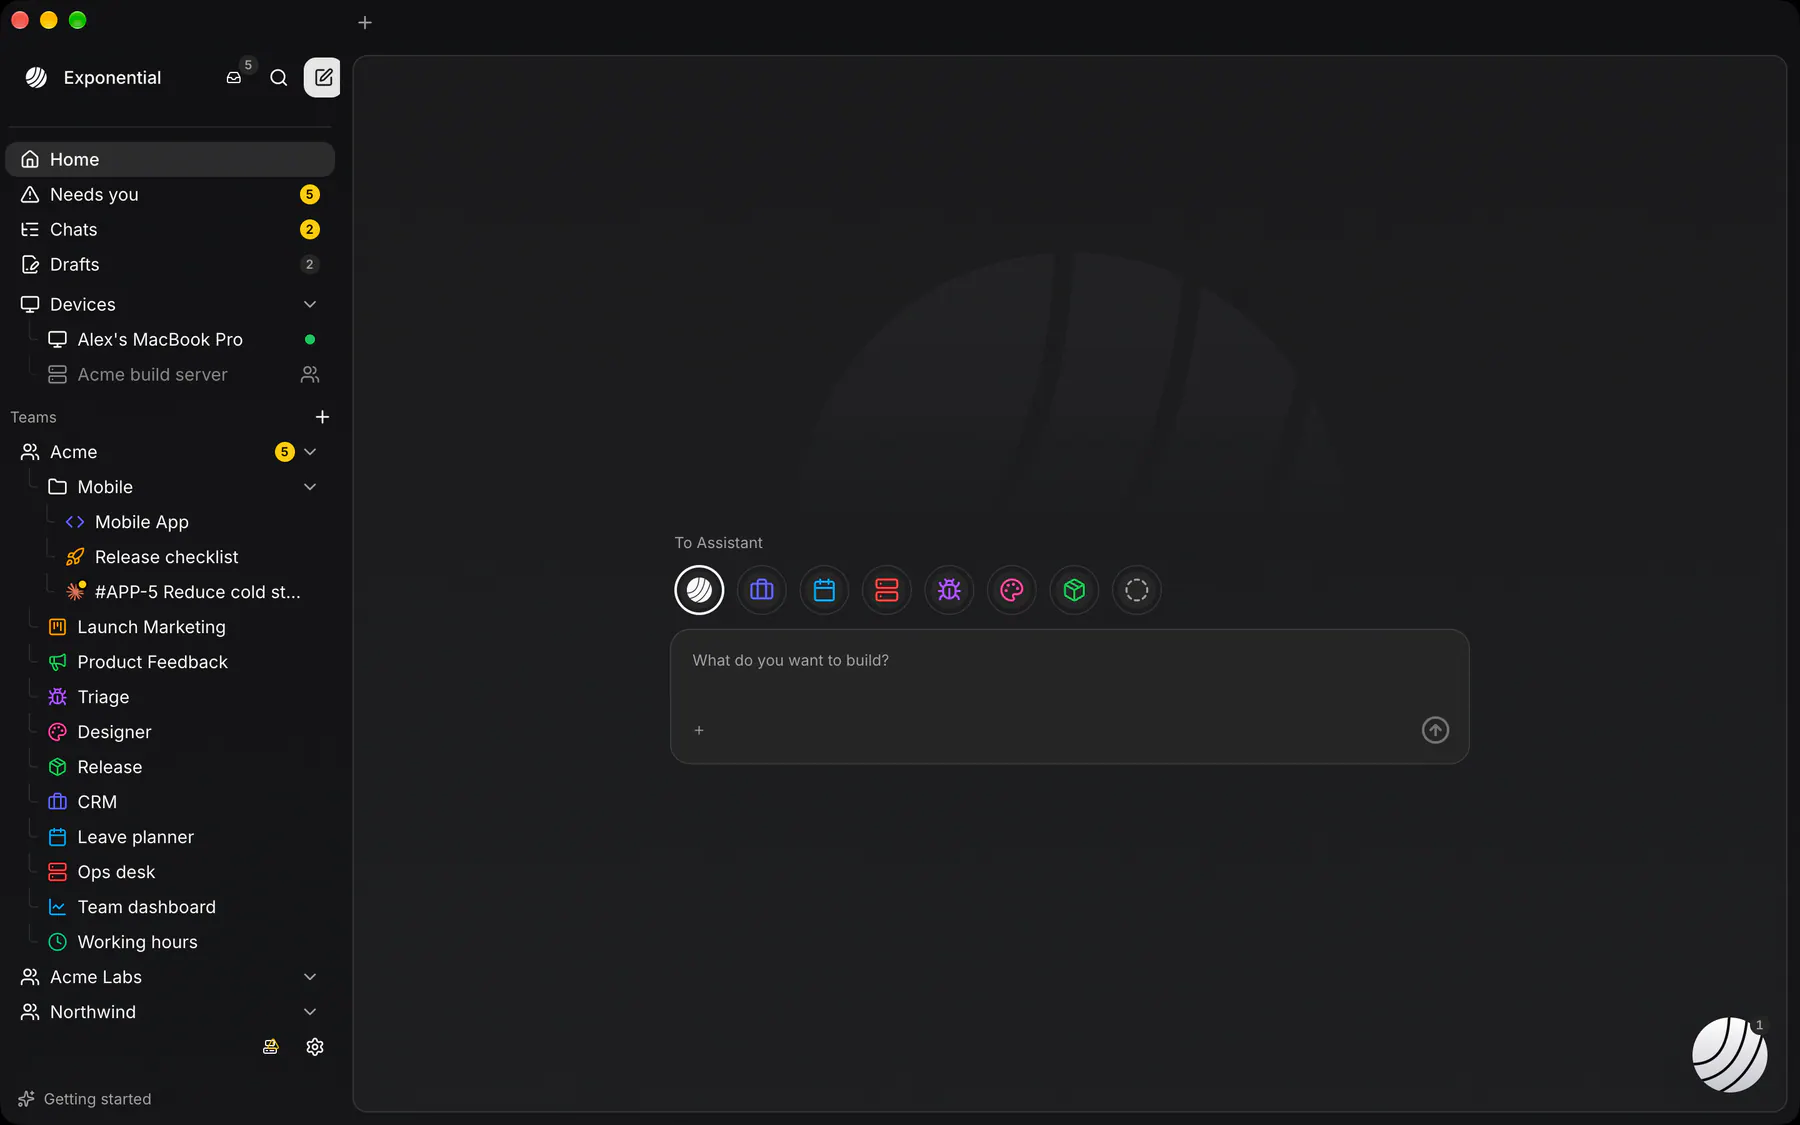 Exponential
5
Home
Needs you
5
Chats
2
Drafts
2
Devices
Alex's MacBook Pro
Acme build server
Teams
Acme
5
Mobile
Mobile App
Release checklist
#APP-5 Reduce cold st...
Launch Marketing
Product Feedback
Triage
Designer
Release
CRM
Leave planner
Ops desk
Team dashboard
Working hours
Acme Labs
Northwind
Getting started
To Assistant
What do you want to build?
1